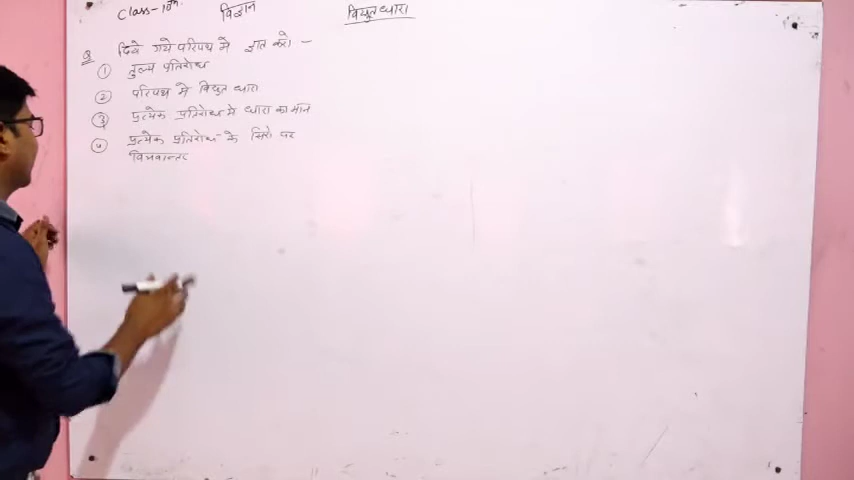 Class-10th विज्ञान विद्युत धारा
Q दिये गये परिपथ में ज्ञात करो -
① तुल्य प्रतिरोध
② परिपथ में विद्युत धारा
③ प्रत्येक प्रतिरोध में धारा का मान
④ प्रत्येक प्रतिरोध के सिरो पर
विभवान्तर